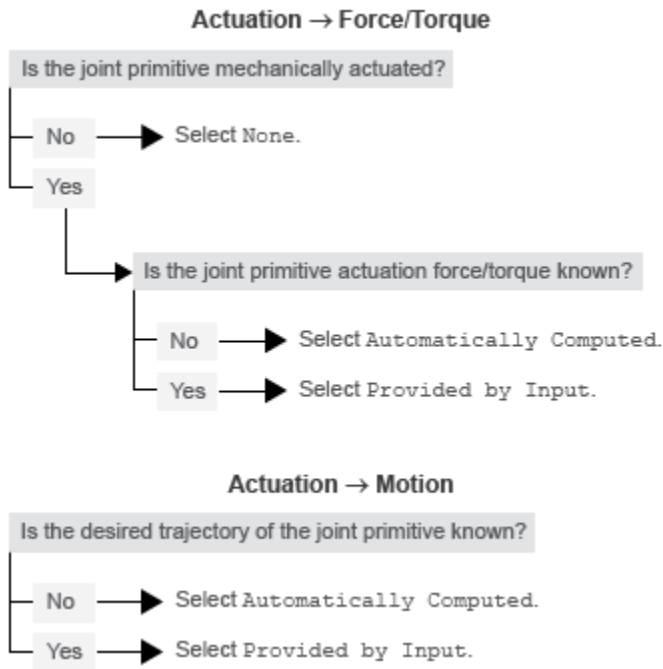 Actuation → Force/Torque
Is the joint primitive mechanically actuated?
No Select None.
Yes
Is the joint primitive actuation force/torque known?
No Select Automatically Computed.
Yes Select Provided by Input.
Actuation → Motion
Is the desired trajectory of the joint primitive known?
No Select Automatically Computed.
Yes Select Provided by Input.